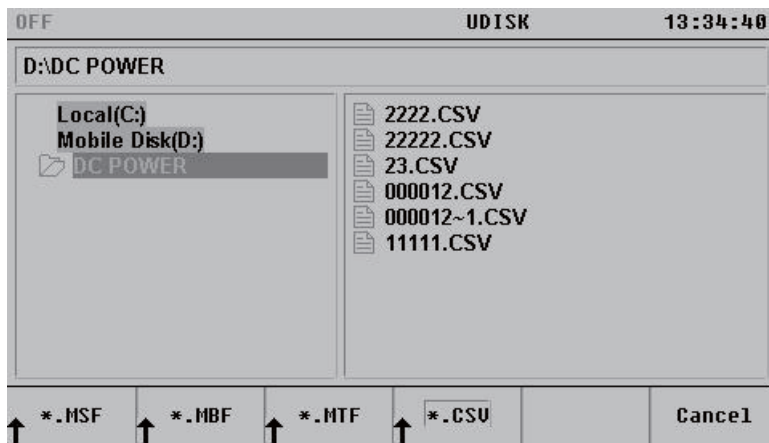 OFF UDISK 13:34:40
D:\DC POWER
Local(C:)
Mobile Disk(D:)
DC POWER
2222.CSV
22222.CSV
23.CSV
000012.CSV
000012~1.CSV
11111.CSV
*.MSF *.MBF *.MTF *.CSV Cancel